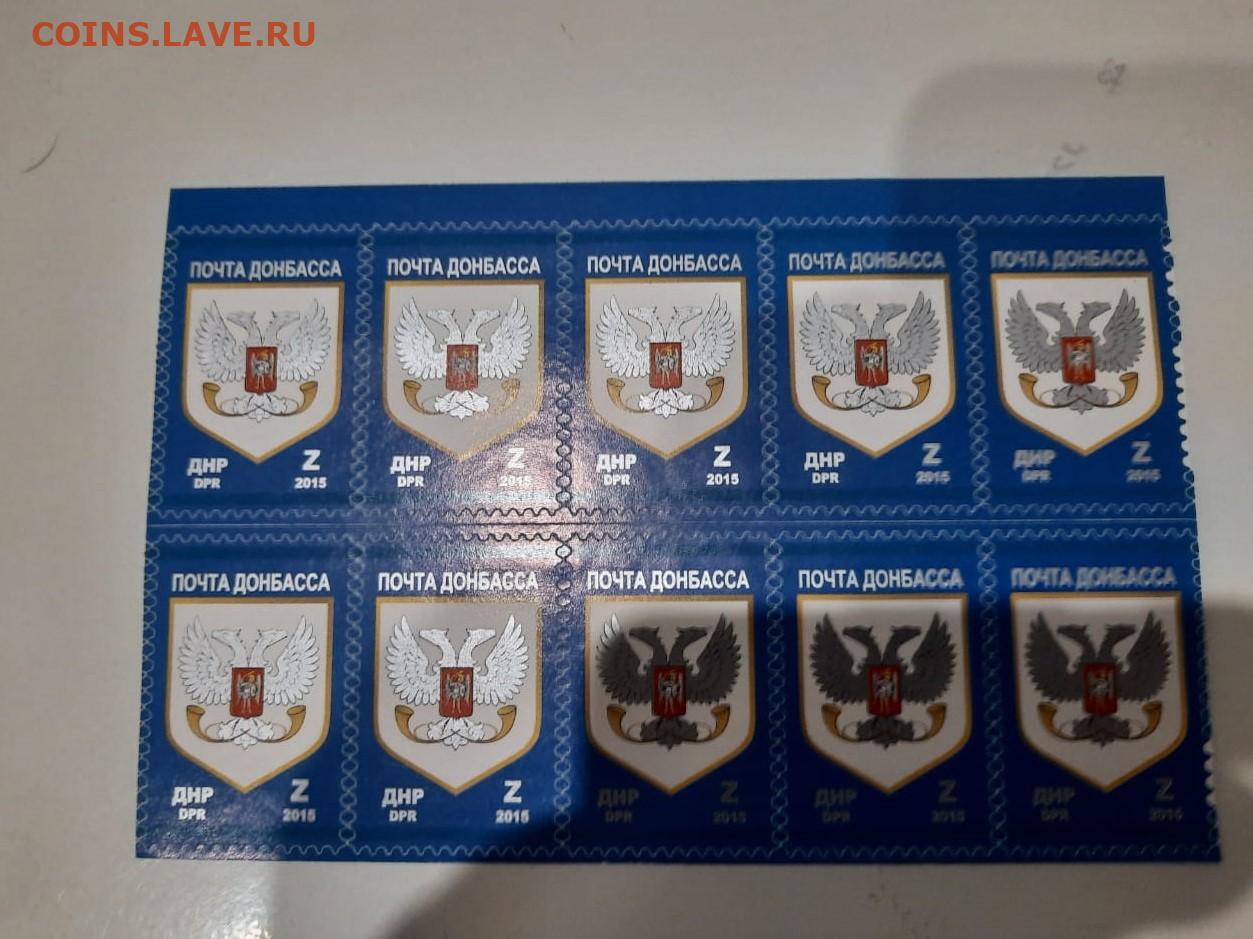 COINS.LAVE.RU
ПОЧТА ДОНБАССА ПОЧТА ДОНБАССА ПОЧТА ДОНБАССА ПОЧТА ДОНБАССА ПОЧТА ДОНБАССА
ДНР Z ДНР Z ДНР Z ДНР Z ДНР Z
DPR 2015 DPR 2015 DPR 2015 DPR 2015 DPR 2015
ПОЧТА ДОНБАССА ПОЧТА ДОНБАССА ПОЧТА ДОНБАССА ПОЧТА ДОНБАССА ПОЧТА ДОНБАССА
ДНР Z ДНР Z ДНР Z ДНР Z ДНР Z
DPR 2015 DPR 2015 DPR 2015 DPR 2015 DPR 2015